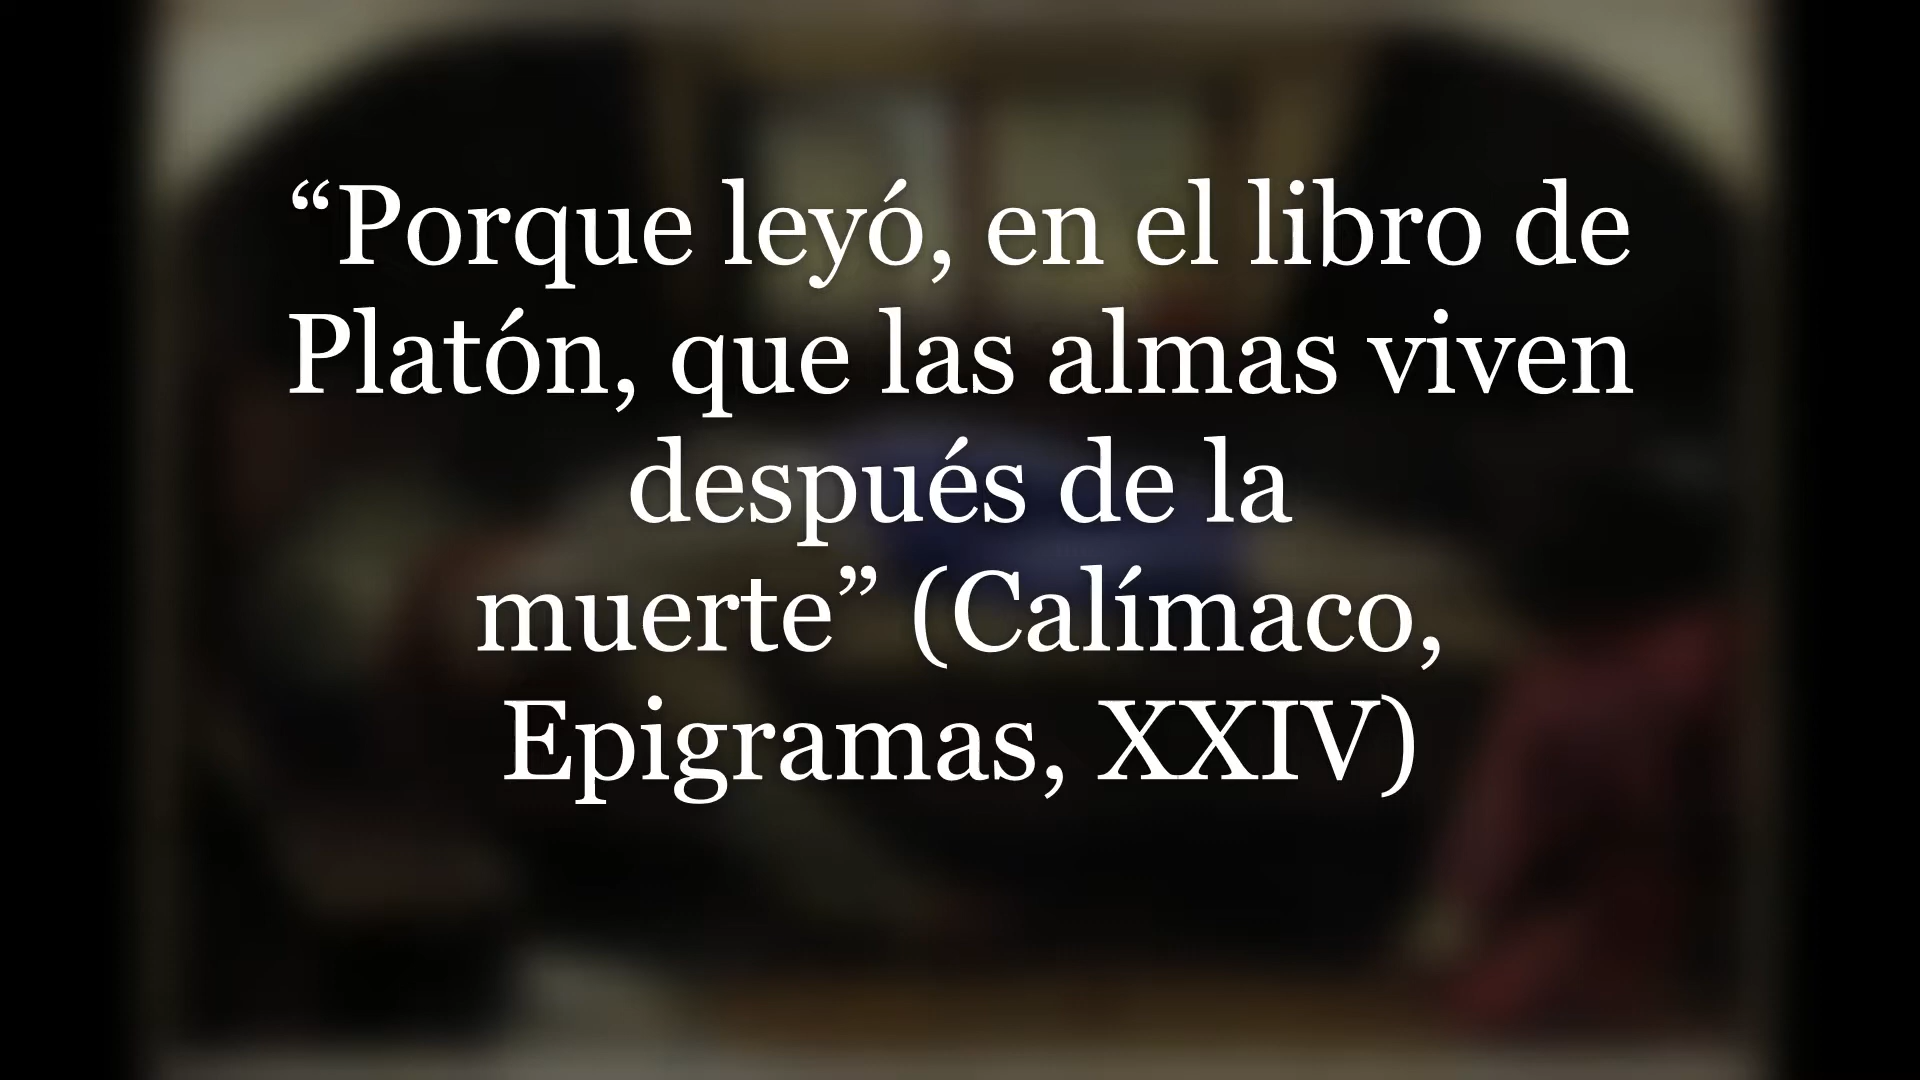 “Porque leyó, en el libro de
Platón, que las almas viven
después de la
muerte” (Calímaco,
Epigramas, XXIV)